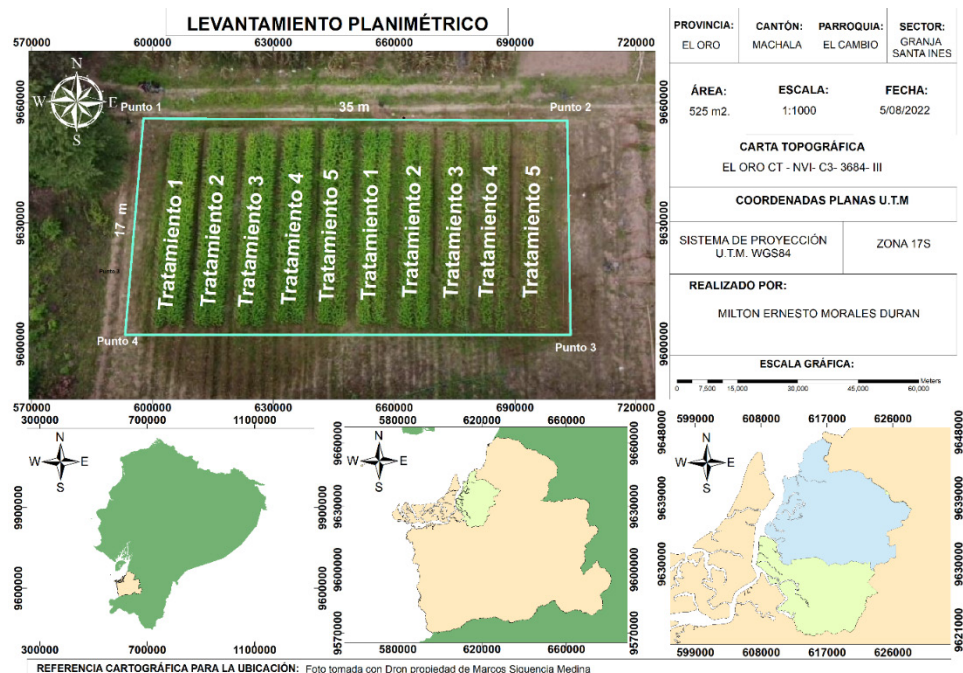 LEVANTAMIENTO PLANIMÉTRICO
570000 600000 630000 660000 690000 720000
N
W E
S
Punto 1
35 m
Punto 2
17 m
Punto 4
Punto 3
Tratamiento 1
Tratamiento 2
Tratamiento 3
Tratamiento 4
Tratamiento 5
Tratamiento 1
Tratamiento 2
Tratamiento 3
Tratamiento 4
Tratamiento 5
9660000
9630000
9600000
9660000
9630000
9600000
570000 600000 630000 660000 690000 720000
PROVINCIA:
EL ORO
CANTÓN:
MACHALA
PARROQUIA:
EL CAMBIO
SECTOR:
GRANJA
SANTA INES
ÁREA:
525 m2.
ESCALA:
1:1000
FECHA:
5/08/2022
CARTA TOPOGRÁFICA
EL ORO CT - NVI- C3- 3684- III
COORDENADAS PLANAS U.T.M
SISTEMA DE PROYECCIÓN
U.T.M. WGS84
ZONA 17S
REALIZADO POR:
MILTON ERNESTO MORALES DURAN
ESCALA GRÁFICA:
Meters
0 7,500 15,000 30,000 45,000 60,000
300000 700000 1100000
N
W E
S
9900000
9600000
9900000
9600000
300000 700000 1100000
580000 620000 660000
N
W E
S
9660000
9630000
9600000
9570000
9660000
9630000
9600000
9570000
580000 620000 660000
599000 608000 617000 626000
N
W E
S
9648000
9639000
9630000
9621000
9648000
9639000
9630000
9621000
599000 608000 617000 626000
REFERENCIA CARTOGRÁFICA PARA LA UBICACIÓN: Foto tomada con Dron propiedad de Marcos Siguencia Medina